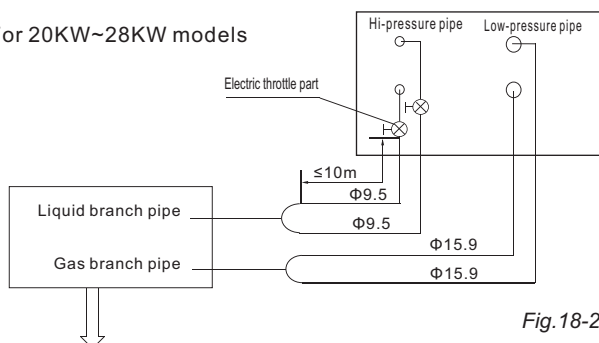 or 20KW~28KW models
Hi-pressure pipe
Low-pressure pipe
Electric throttle part
≤10m
Φ9.5
Liquid branch pipe
Φ9.5
Φ15.9
Gas branch pipe
Φ15.9
Fig.18-2